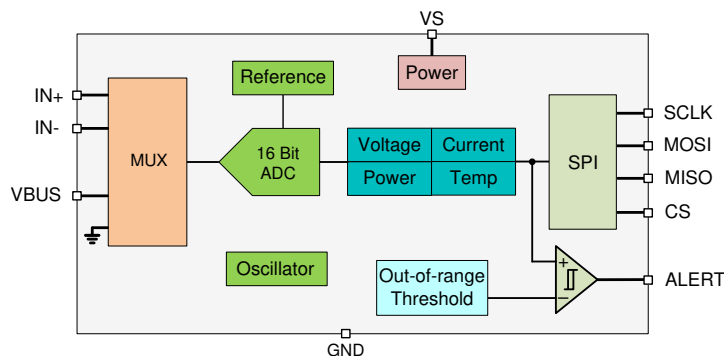 VS
Reference
Power
IN+
IN-
VBUS
MUX
16 Bit
ADC
Voltage
Current
Power
Temp
SPI
SCLK
MOSI
MISO
CS
Oscillator
Out-of-range
Threshold
+
−
ALERT
GND